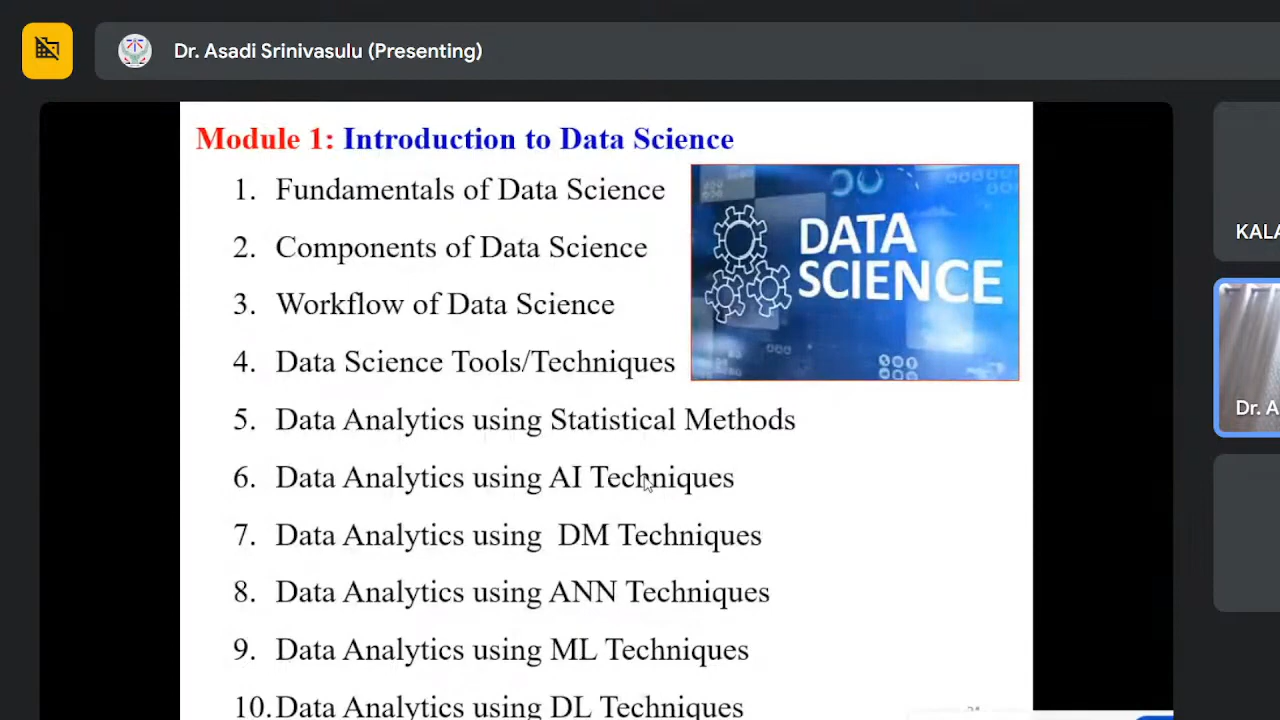 Dr. Asadi Srinivasulu (Presenting)
Module 1: Introduction to Data Science
1. Fundamentals of Data Science
2. Components of Data Science
3. Workflow of Data Science
4. Data Science Tools/Techniques
5. Data Analytics using Statistical Methods
6. Data Analytics using AI Techniques
7. Data Analytics using DM Techniques
8. Data Analytics using ANN Techniques
9. Data Analytics using ML Techniques
10. Data Analytics using DL Techniques
DATA
SCIENCE
KALA
Dr. A